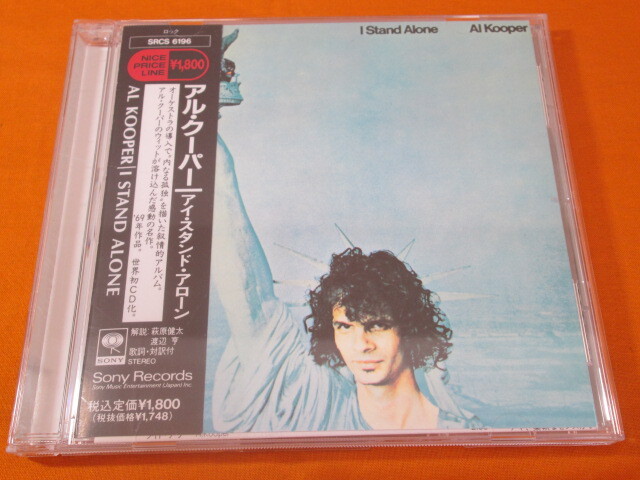 ロック
SRCS 6196
NICE
PRICE
LINE
¥1,800
アル・クーパー/アイ・スタンド・アローン
オーケストラの導入で“内なる孤独”を描いた叙情的アルバム。
アル・クーパーのウィットが溶け込んだ感動の名作。
'69年作品。世界初CD化。
AL KOOPER/I STAND ALONE
解説:萩原健太
渡辺 亨
歌詞・対訳付
STEREO
SONY
Sony Records
Sony Music Entertainment (Japan) Inc.
税込定価¥1,800
(税抜価格¥1,748)
I Stand Alone
Al Kooper